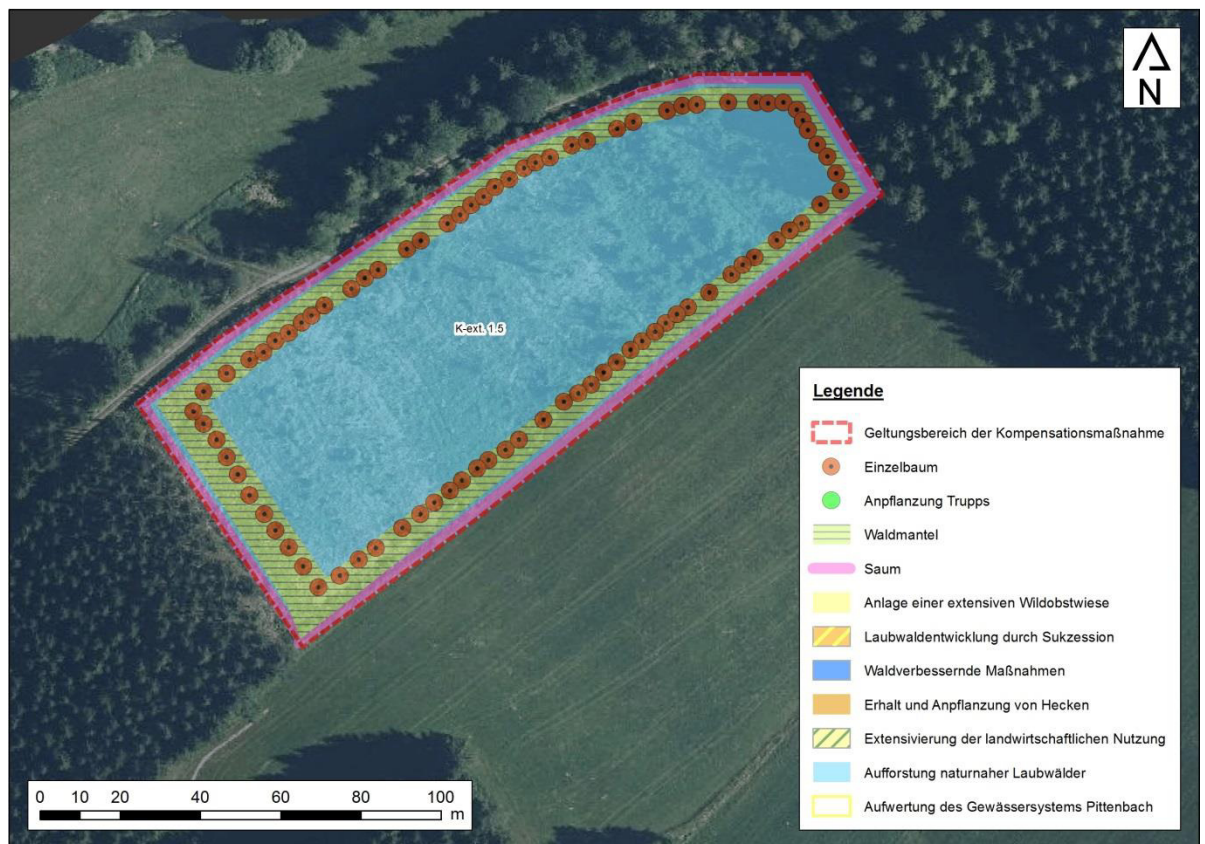 N
K-ext. 1.5
Legende
Geltungsbereich der Kompensationsmaßnahme
Einzelbaum
Anpflanzung Trupps
Waldmantel
Saum
Anlage einer extensiven Wildobstwiese
Laubwaldentwicklung durch Sukzession
Waldverbessernde Maßnahmen
Erhalt und Anpflanzung von Hecken
Extensivierung der landwirtschaftlichen Nutzung
Aufforstung naturnaher Laubwälder
Aufwertung des Gewässersystems Pittenbach
0 10 20 40 60 80 100
m